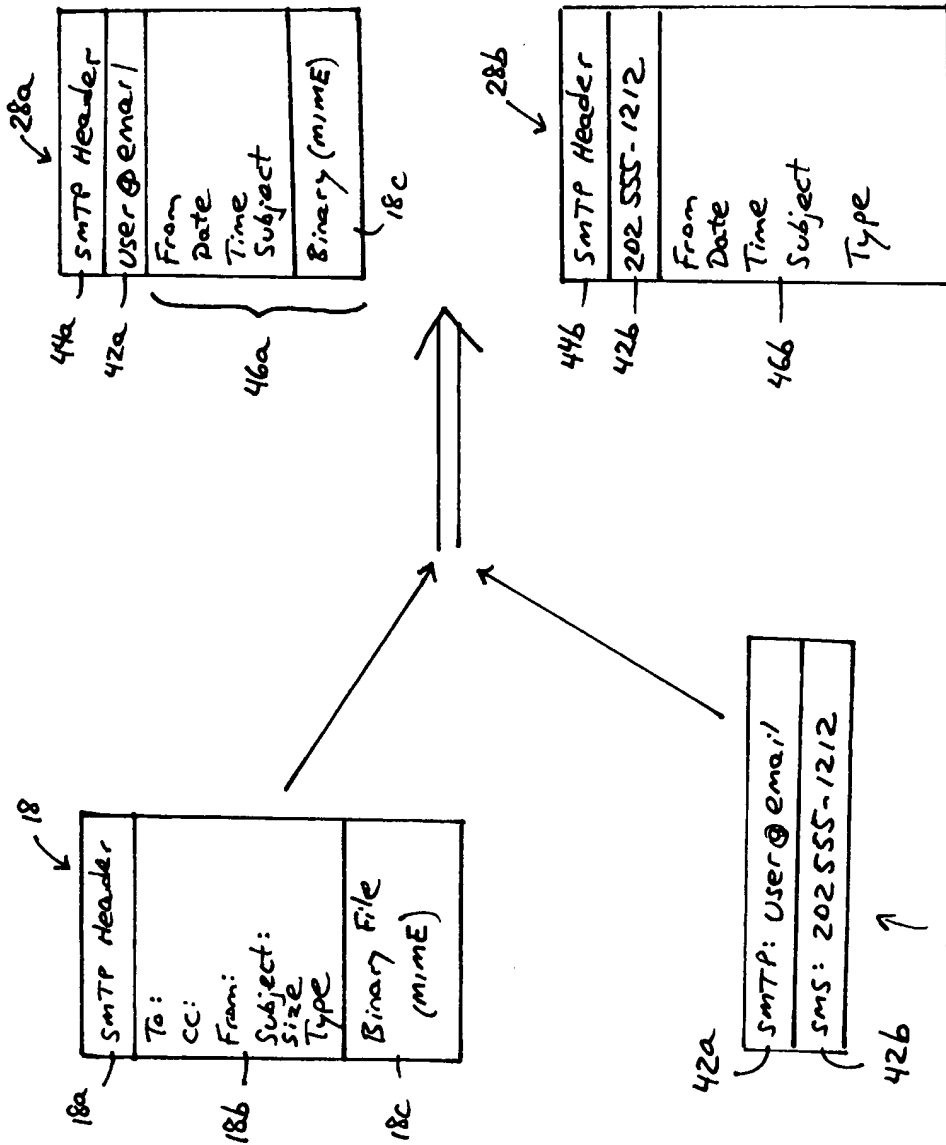 18
18a
SMTP Header
18b
To:
CC:
From:
Subject:
Size
Type
18c
Binary File
(MIME)
42a
SMTP: User@email
SMS: 202 555-1212
42b
28a
44a
SMTP Header
42a
User@email
46a
From
Date
Time
Subject
Binary (MIME)
18c
28b
44b
SMTP Header
42b
202 555-1212
46b
From
Date
Time
Subject
Type